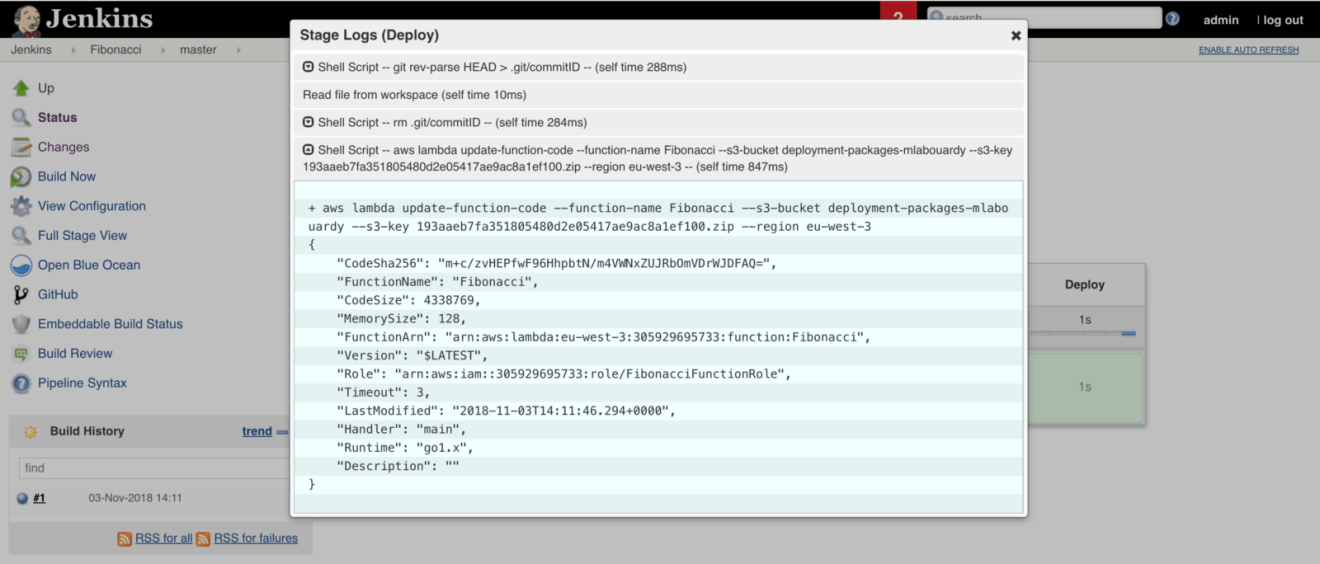 Jenkins
2
search
admin
| log out
Jenkins
Fibonacci
master
ENABLE AUTO REFRESH
Up
Status
Changes
Build Now
View Configuration
Full Stage View
Open Blue Ocean
GitHub
Embeddable Build Status
Build Review
Pipeline Syntax
Build History
trend
find
#1
03-Nov-2018 14:11
RSS for all
RSS for failures
Stage Logs (Deploy)
Shell Script -- git rev-parse HEAD > .git/commitID -- (self time 288ms)
Read file from workspace (self time 10ms)
Shell Script -- rm .git/commitID -- (self time 284ms)
Shell Script -- aws lambda update-function-code --function-name Fibonacci --s3-bucket deployment-packages-mlabouardy --s3-key
193aaeb7fa351805480d2e05417ae9ac8a1ef100.zip --region eu-west-3 -- (self time 847ms)
+ aws lambda update-function-code --function-name Fibonacci --s3-bucket deployment-packages-mlabo
uardy --s3-key 193aaeb7fa351805480d2e05417ae9ac8a1ef100.zip --region eu-west-3
{
"CodeSha256": "m+c/zvHEPfwF96HhpbtN/m4VWNxZUJRbOmVDrWJDFAQ=",
"FunctionName": "Fibonacci",
"CodeSize": 4338769,
"MemorySize": 128,
"FunctionArn": "arn:aws:lambda:eu-west-3:305929695733:function:Fibonacci",
"Version": "$LATEST",
"Role": "arn:aws:iam::305929695733:role/FibonacciFunctionRole",
"Timeout": 3,
"LastModified": "2018-11-03T14:11:46.294+0000",
"Handler": "main",
"Runtime": "go1.x",
"Description": ""
}
Deploy
1s
1s